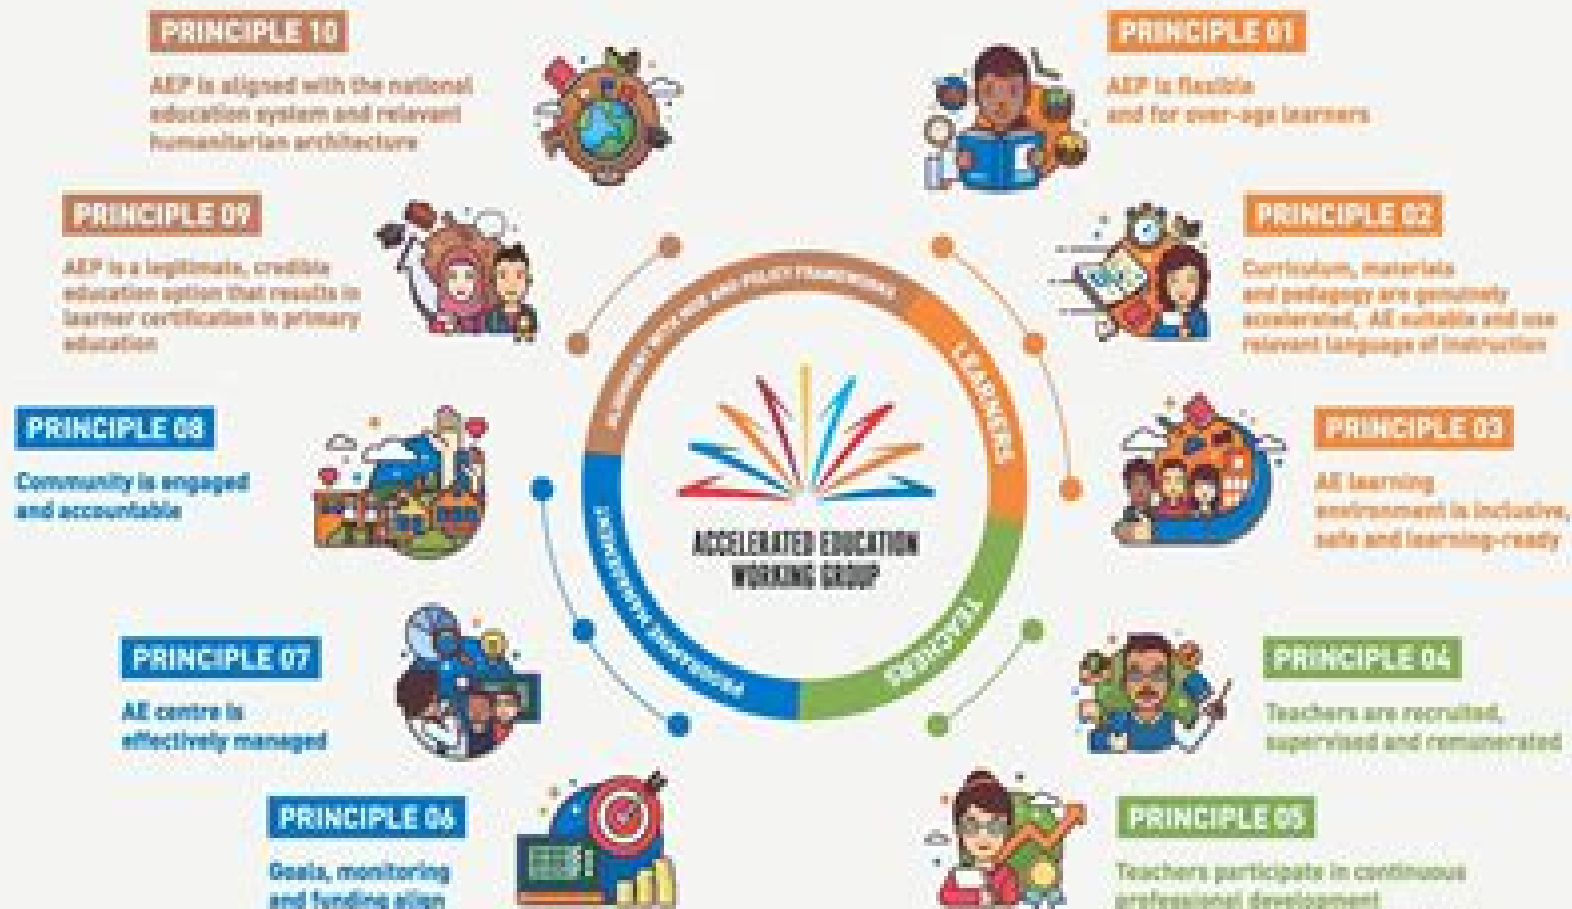 PRINCIPLE 10
AEP is aligned with the national
education system and relevant
humanitarian architecture
PRINCIPLE 01
AEP is flexible
and for over-age learners
PRINCIPLE 09
AEP is a legitimate, credible
education option that results in
learner certification in primary
education
PRINCIPLE 02
Curriculum, materials
and pedagogy are genuinely
accelerated, AE suitable and use
relevant language of instruction
PRINCIPLE 08
Community is engaged
and accountable
PRINCIPLE 03
AE learning
environment is inclusive,
safe and learning-ready
AND POLICY FRAMEWORKS
LEARNERS
TEACHERS
PROGRAMME MANAGEMENT
ACCELERATED EDUCATION
WORKING GROUP
PRINCIPLE 07
AE centre is
effectively managed
PRINCIPLE 04
Teachers are recruited,
supervised and remunerated
PRINCIPLE 06
Goals, monitoring
and funding align
PRINCIPLE 05
Teachers participate in continuous
professional development